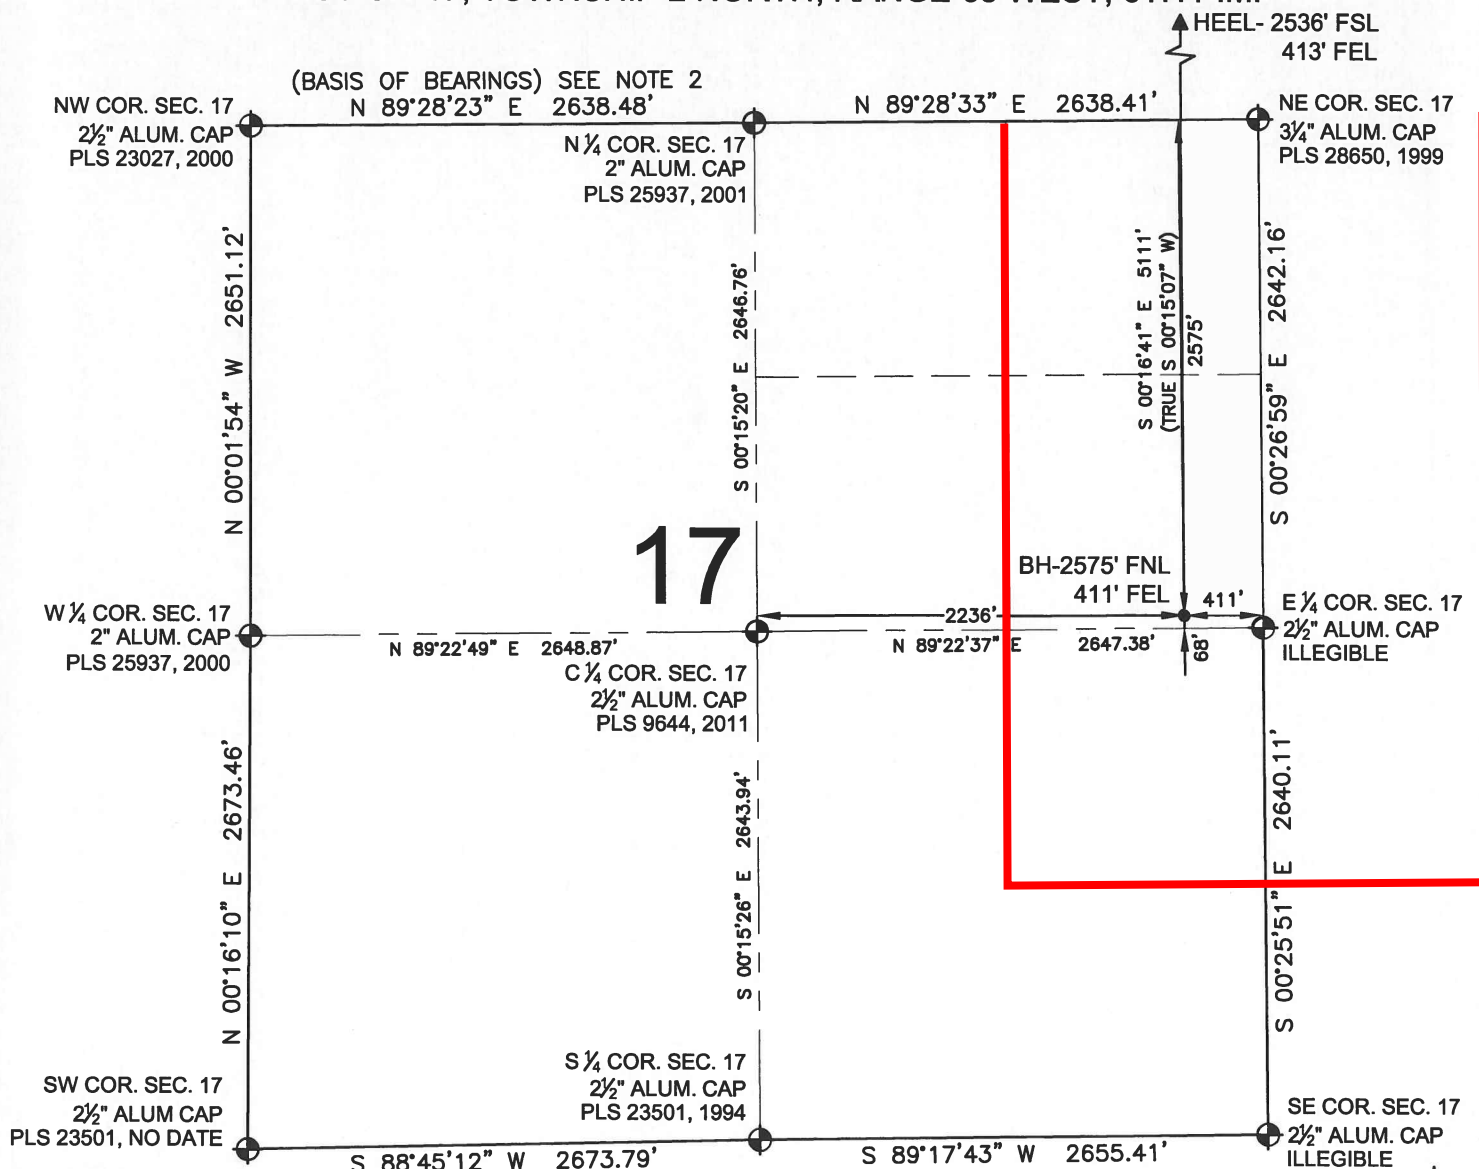 HEEL- 2536' FSL
413' FEL
(BASIS OF BEARINGS) SEE NOTE 2
N 89°28'23" E 2638.48'
N 89°28'33" E 2638.41'
NW COR. SEC. 17
2½" ALUM. CAP
PLS 23027, 2000
N ¼ COR. SEC. 17
2" ALUM. CAP
PLS 25937, 2001
NE COR. SEC. 17
3¼" ALUM. CAP
PLS 28650, 1999
N 00°01'54" W 2651.12'
S 00°15'20" E 2646.76'
S 00°16'41" E 5111'
(TRUE S 00°15'07" W)
2575'
S 00°26'59" E 2642.16'
17
BH-2575' FNL
411' FEL
2236'
411'
W ¼ COR. SEC. 17
2" ALUM. CAP
PLS 25937, 2000
N 89°22'49" E 2648.87'
N 89°22'37" E 2647.38'
68'
E ¼ COR. SEC. 17
2½" ALUM. CAP
ILLEGIBLE
C ¼ COR. SEC. 17
2½" ALUM. CAP
PLS 9644, 2011
N 00°16'10" E 2673.46'
S 00°15'26" E 2643.94'
S 00°25'51" E 2640.11'
SW COR. SEC. 17
2½" ALUM CAP
PLS 23501, NO DATE
S ¼ COR. SEC. 17
2½" ALUM. CAP
PLS 23501, 1994
SE COR. SEC. 17
2½" ALUM. CAP
ILLEGIBLE
S 88°45'12" W 2673.79'
S 89°17'43" W 2655.41'